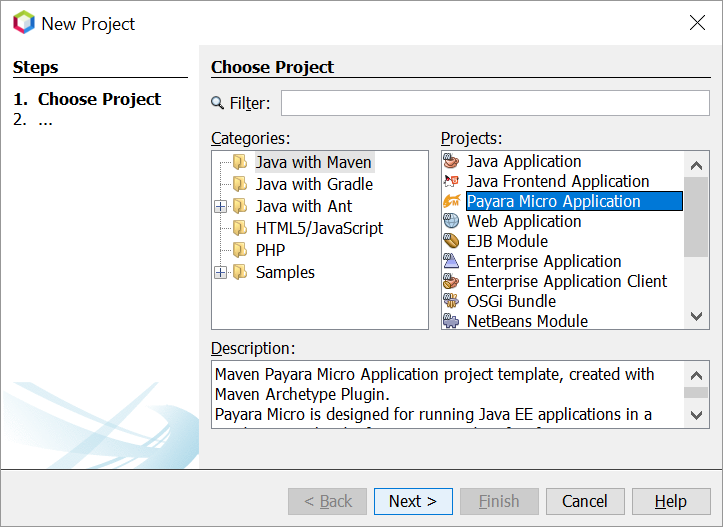 New Project
Steps
1. Choose Project
2. ...
Choose Project
Filter:
Categories:
Java with Maven
Java with Gradle
Java with Ant
HTML5/JavaScript
PHP
Samples
Projects:
Java Application
Java Frontend Application
Payara Micro Application
Web Application
EJB Module
Enterprise Application
Enterprise Application Client
OSGi Bundle
NetBeans Module
Description:
Maven Payara Micro Application project template, created with
Maven Archetype Plugin.
Payara Micro is designed for running Java EE applications in a
< Back
Next >
Finish
Cancel
Help